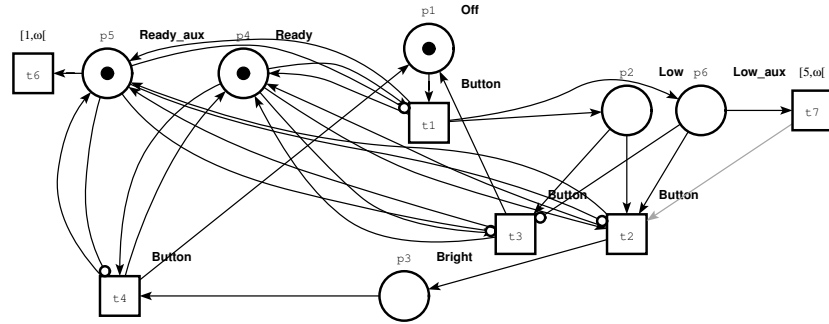 p1 Off
p5 Ready_aux p4 Ready
[1,ω[
t6
Button
p2 Low p6 Low_aux [5,ω[
t1
t7
Button Button
t3 t2
Button
p3 Bright
t4